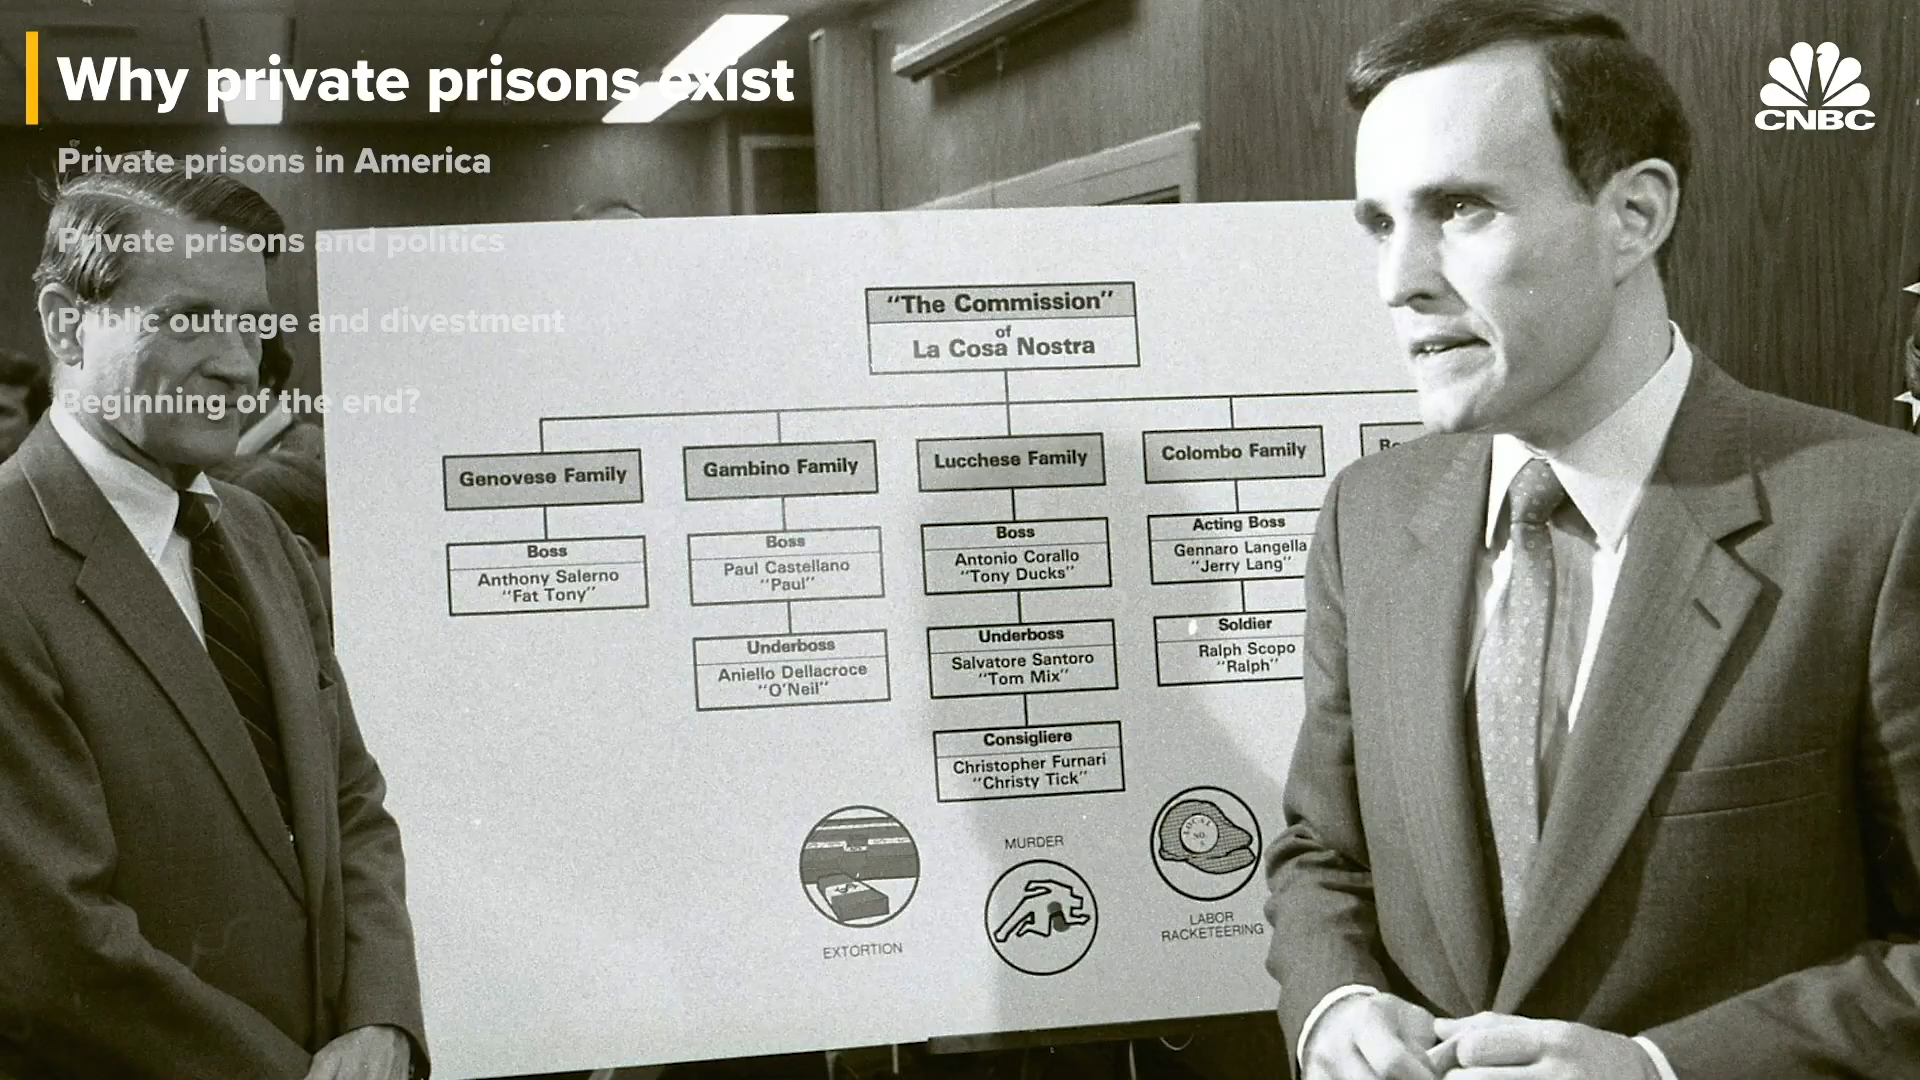 Why private prisons exist
Private prisons in America
Private prisons and politics
Public outrage and divestment
Beginning of the end?
CNBC
"The Commission"
of
La Cosa Nostra
Genovese Family
Boss
Anthony Salerno
"Fat Tony"
Gambino Family
Boss
Paul Castellano
"Paul"
Underboss
Aniello Dellacroce
"O'Neil"
Lucchese Family
Boss
Antonio Corallo
"Tony Ducks"
Underboss
Salvatore Santoro
"Tom Mix"
Consigliere
Christopher Furnari
"Christy Tick"
Colombo Family
Acting Boss
Gennaro Langella
"Jerry Lang"
Soldier
Ralph Scopo
"Ralph"
EXTORTION
MURDER
LOCAL
NO.
LABOR
RACKETEERING